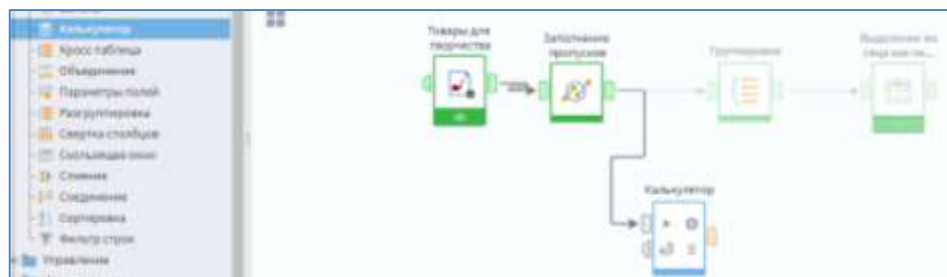 Калькулятор
Кросс-таблица
Объединение
Параметры полей
Разгруппировка
Свертка столбцов
Скользящее окно
Слияние
Соединение
Сортировка
Фильтр строк
Управление
Товары для
творчества
Заполнение
пропусков
Группировка
Калькулятор